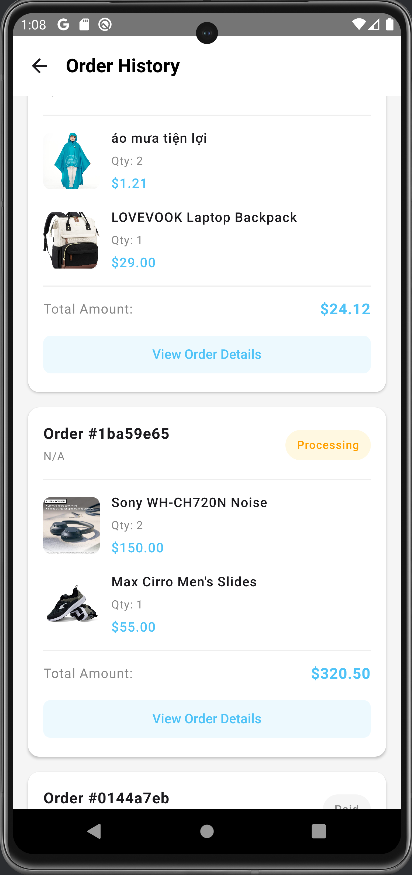 1:08
Order History
áo mưa tiện lợi
Qty: 2
$1.21
LOVEVOOK Laptop Backpack
Qty: 1
$29.00
Total Amount:
$24.12
View Order Details
Order #1ba59e65
Processing
N/A
Sony WH-CH720N Noise
Qty: 2
$150.00
Max Cirro Men's Slides
Qty: 1
$55.00
Total Amount:
$320.50
View Order Details
Order #0144a7eb
Paid